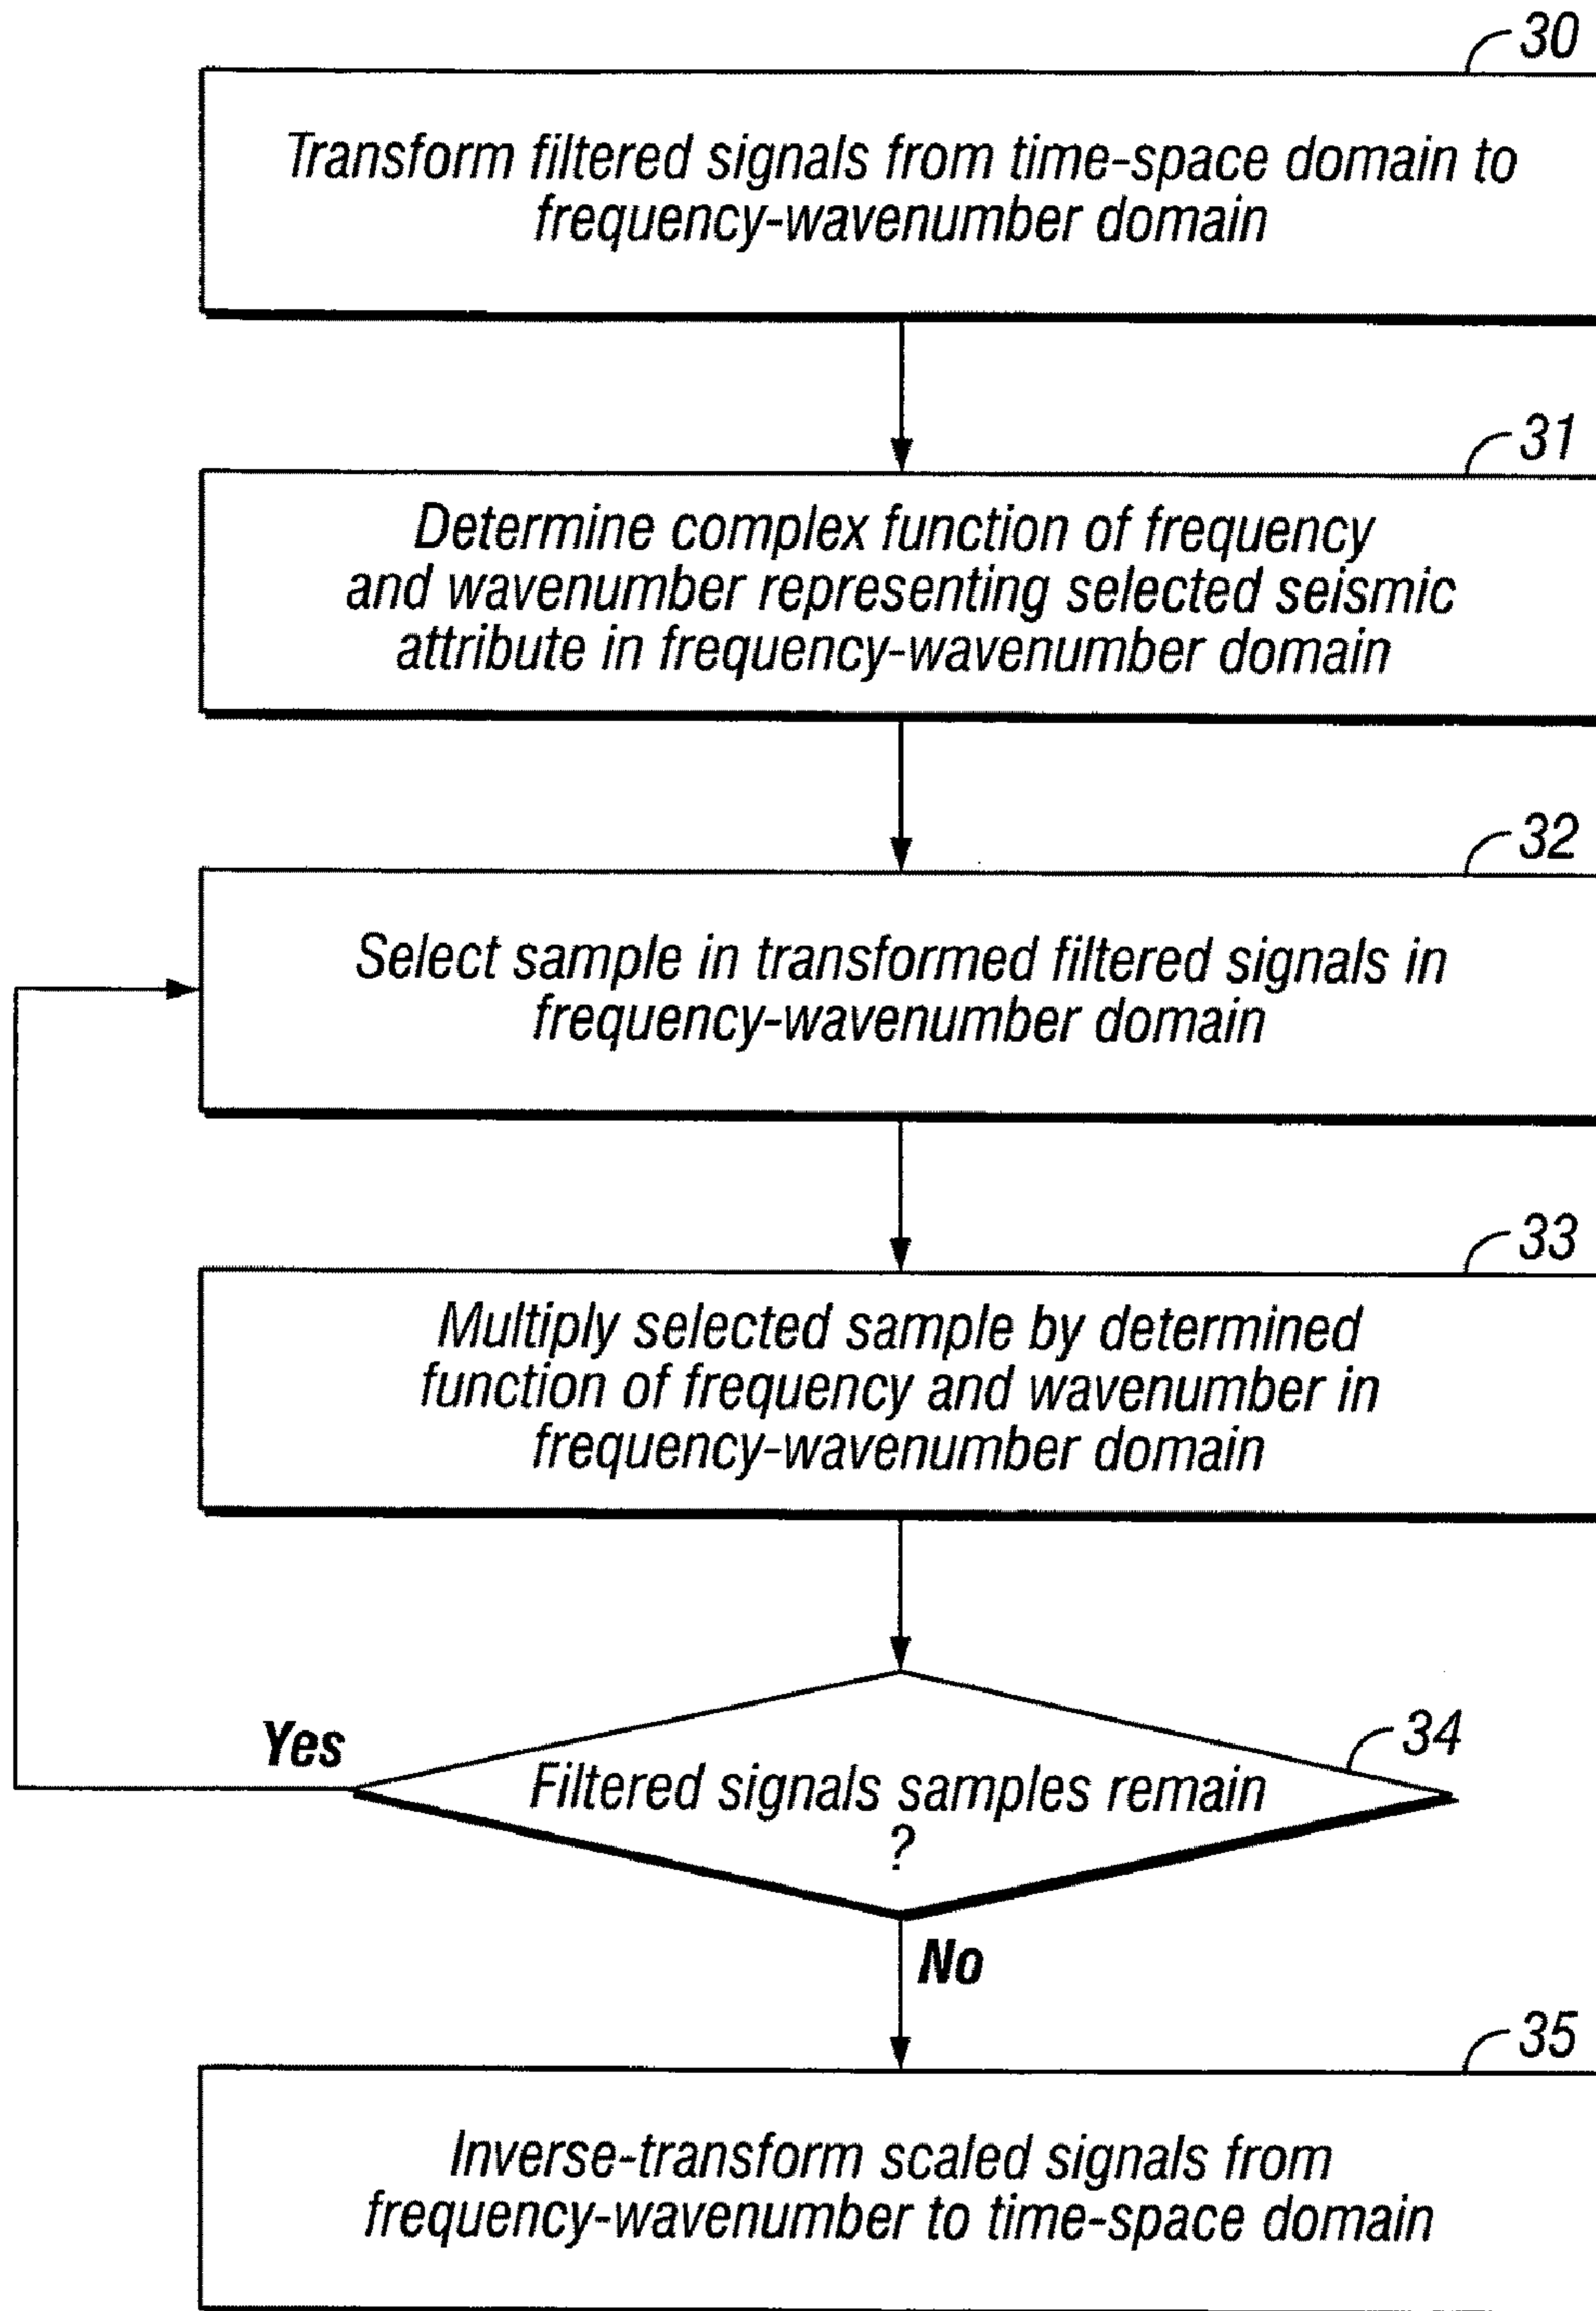 30
Transform filtered signals from time-space domain to
frequency-wavenumber domain
31
Determine complex function of frequency
and wavenumber representing selected seismic
attribute in frequency-wavenumber domain
32
Select sample in transformed filtered signals in
frequency-wavenumber domain
33
Multiply selected sample by determined
function of frequency and wavenumber in
frequency-wavenumber domain
34
Yes
Filtered signals samples remain
?
No
35
Inverse-transform scaled signals from
frequency-wavenumber to time-space domain